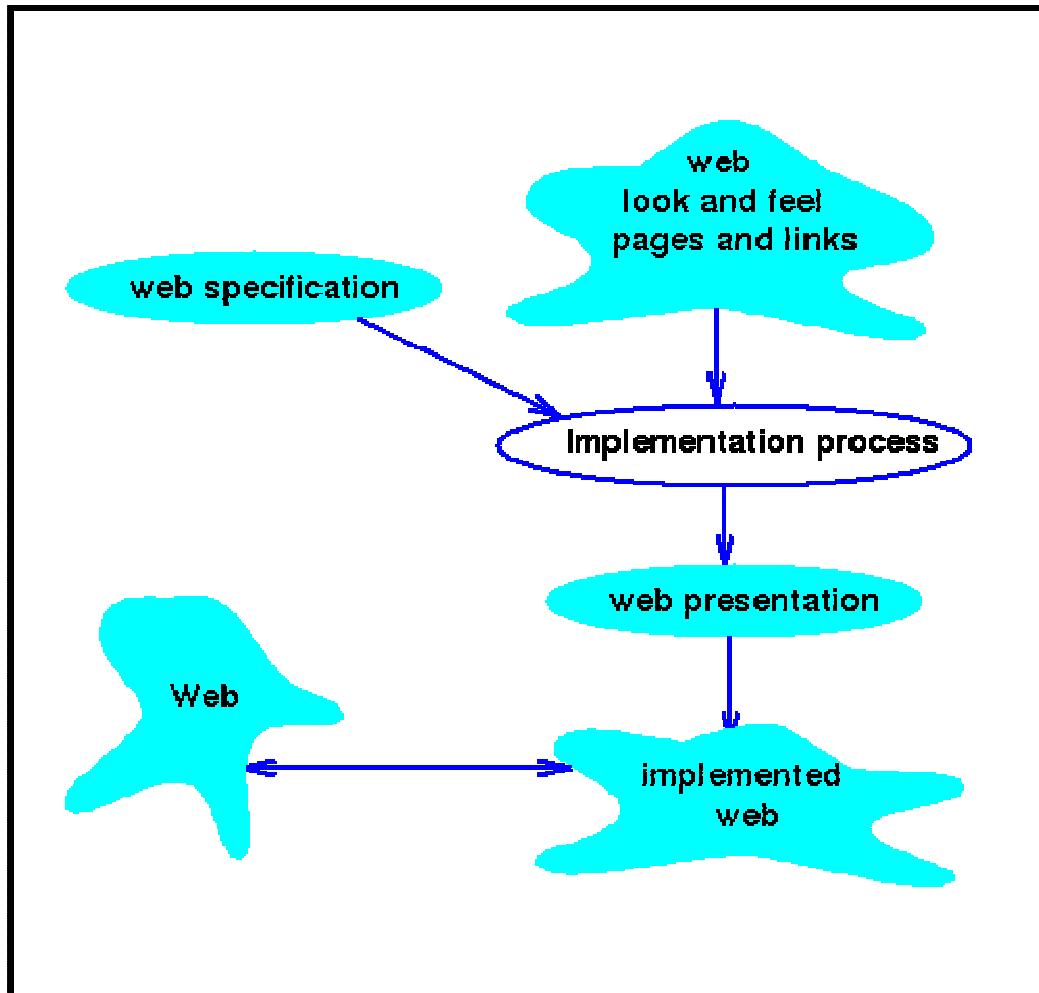 web
look and feel
pages and links
web specification
Implementation process
web presentation
Web
implemented
web